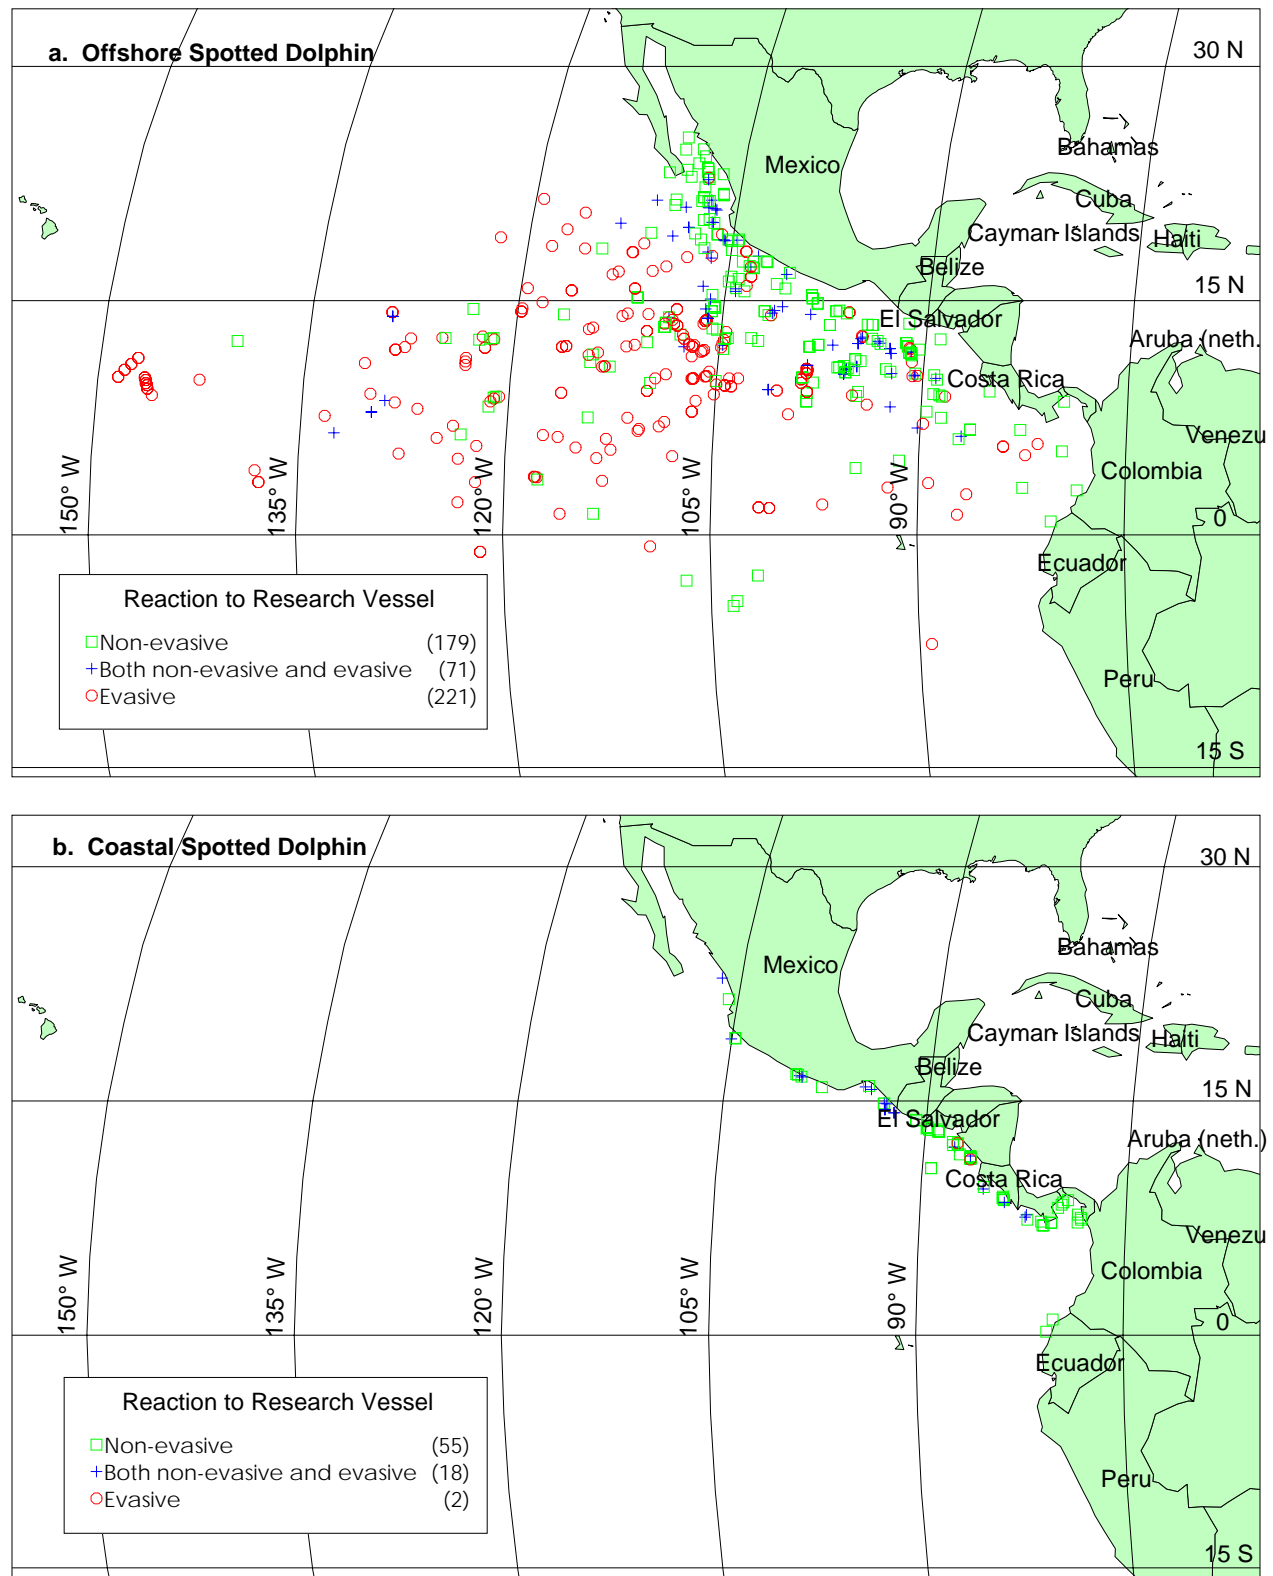 a. Offshore Spotted Dolphin
30 N
Bahamas
Mexico
Cuba
Cayman Islands
Haiti
Belize
15 N
El Salvador
Aruba (neth.
Costa Rica
Venezu
Colombia
150° W
135° W
120° W
105° W
90° W
0
Ecuador
Reaction to Research Vessel
Non-evasive (179)
Both non-evasive and evasive (71)
Evasive (221)
Peru
15 S
b. Coastal Spotted Dolphin
30 N
Bahamas
Mexico
Cuba
Cayman Islands
Haiti
Belize
15 N
El Salvador
Aruba (neth.)
Costa Rica
Venezu
Colombia
150° W
135° W
120° W
105° W
90° W
0
Ecuador
Reaction to Research Vessel
Non-evasive (55)
Both non-evasive and evasive (18)
Evasive (2)
Peru
15 S